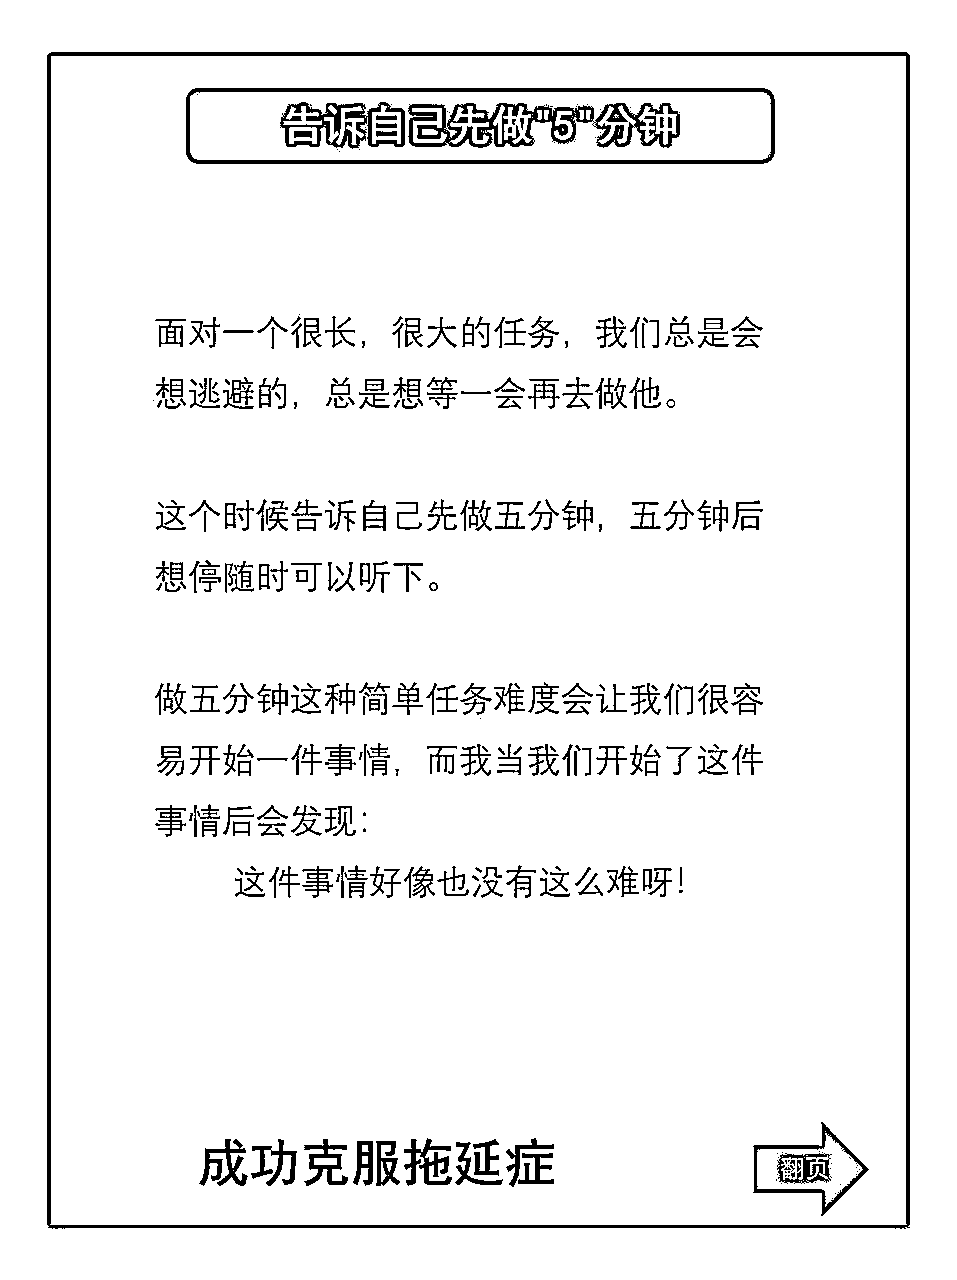 告诉自己先做"5"分钟
面对一个很长，很大的任务，我们总是会
想逃避的，总是想等一会再去做他。
这个时候告诉自己先做五分钟，五分钟后
想停随时可以听下。
做五分钟这种简单任务难度会让我们很容
易开始一件事情，而我当我们开始了这件
事情后会发现：
这件事情好像也没有这么难呀！
成功克服拖延症
翻页